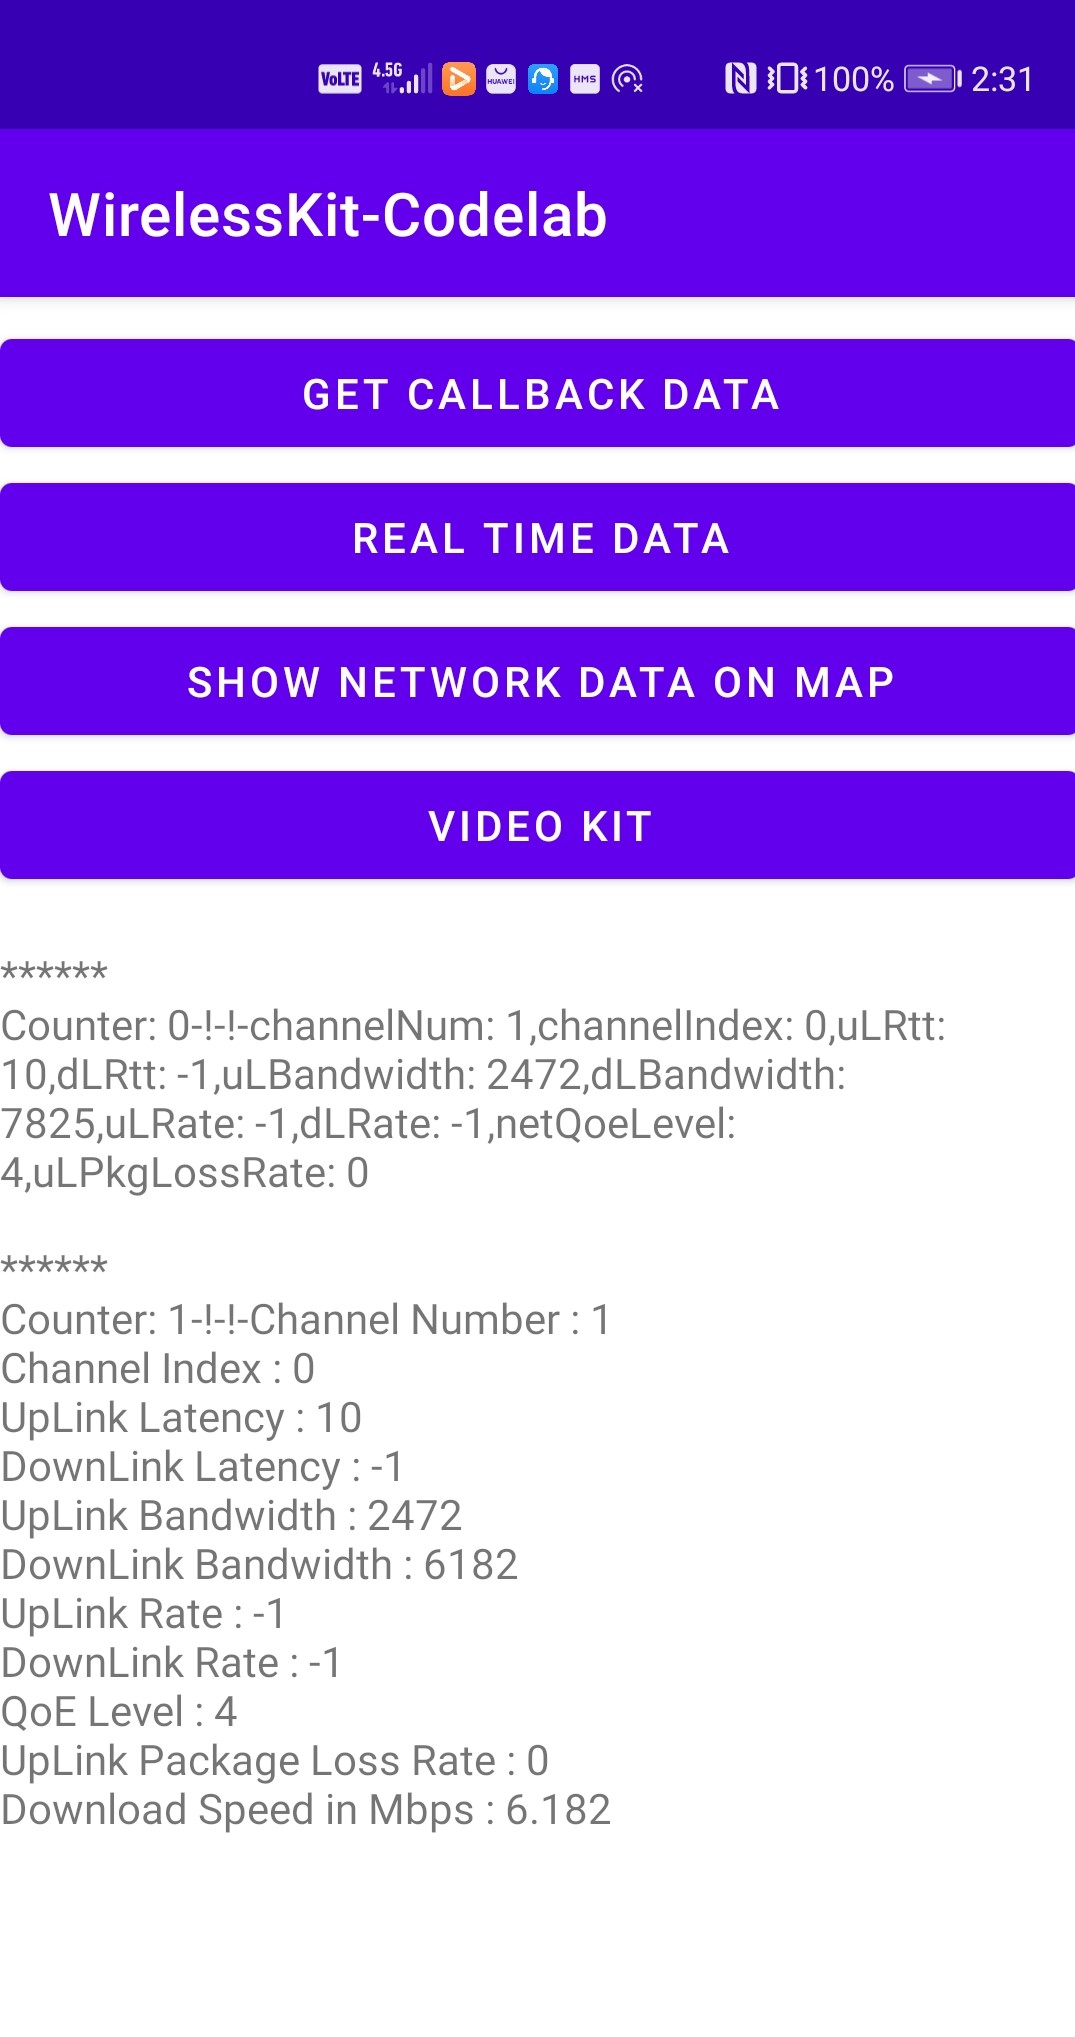 VoLTE 4.5G HUAWEI HMS 100% 2:31
WirelessKit-Codelab
GET CALLBACK DATA
REAL TIME DATA
SHOW NETWORK DATA ON MAP
VIDEO KIT
******
Counter: 0-!-!-channelNum: 1,channelIndex: 0,uLRtt:
10,dLRtt: -1,uLBandwidth: 2472,dLBandwidth:
7825,uLRate: -1,dLRate: -1,netQoeLevel:
4,uLPkgLossRate: 0
******
Counter: 1-!-!-Channel Number : 1
Channel Index : 0
UpLink Latency : 10
DownLink Latency : -1
UpLink Bandwidth : 2472
DownLink Bandwidth : 6182
UpLink Rate : -1
DownLink Rate : -1
QoE Level : 4
UpLink Package Loss Rate : 0
Download Speed in Mbps : 6.182